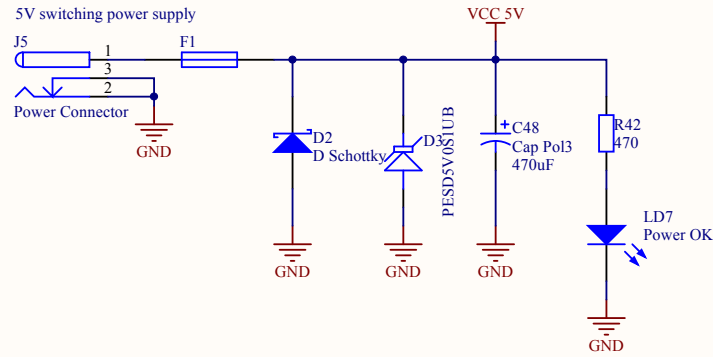 5V switching power supply
VCC 5V
J5
1
F1
3
2
Power Connector
GND
D2
D Schottky
D3
PESD5V0S1UB
C48
Cap Pol3
470uF
R42
470
LD7
Power OK
GND
GND
GND
GND